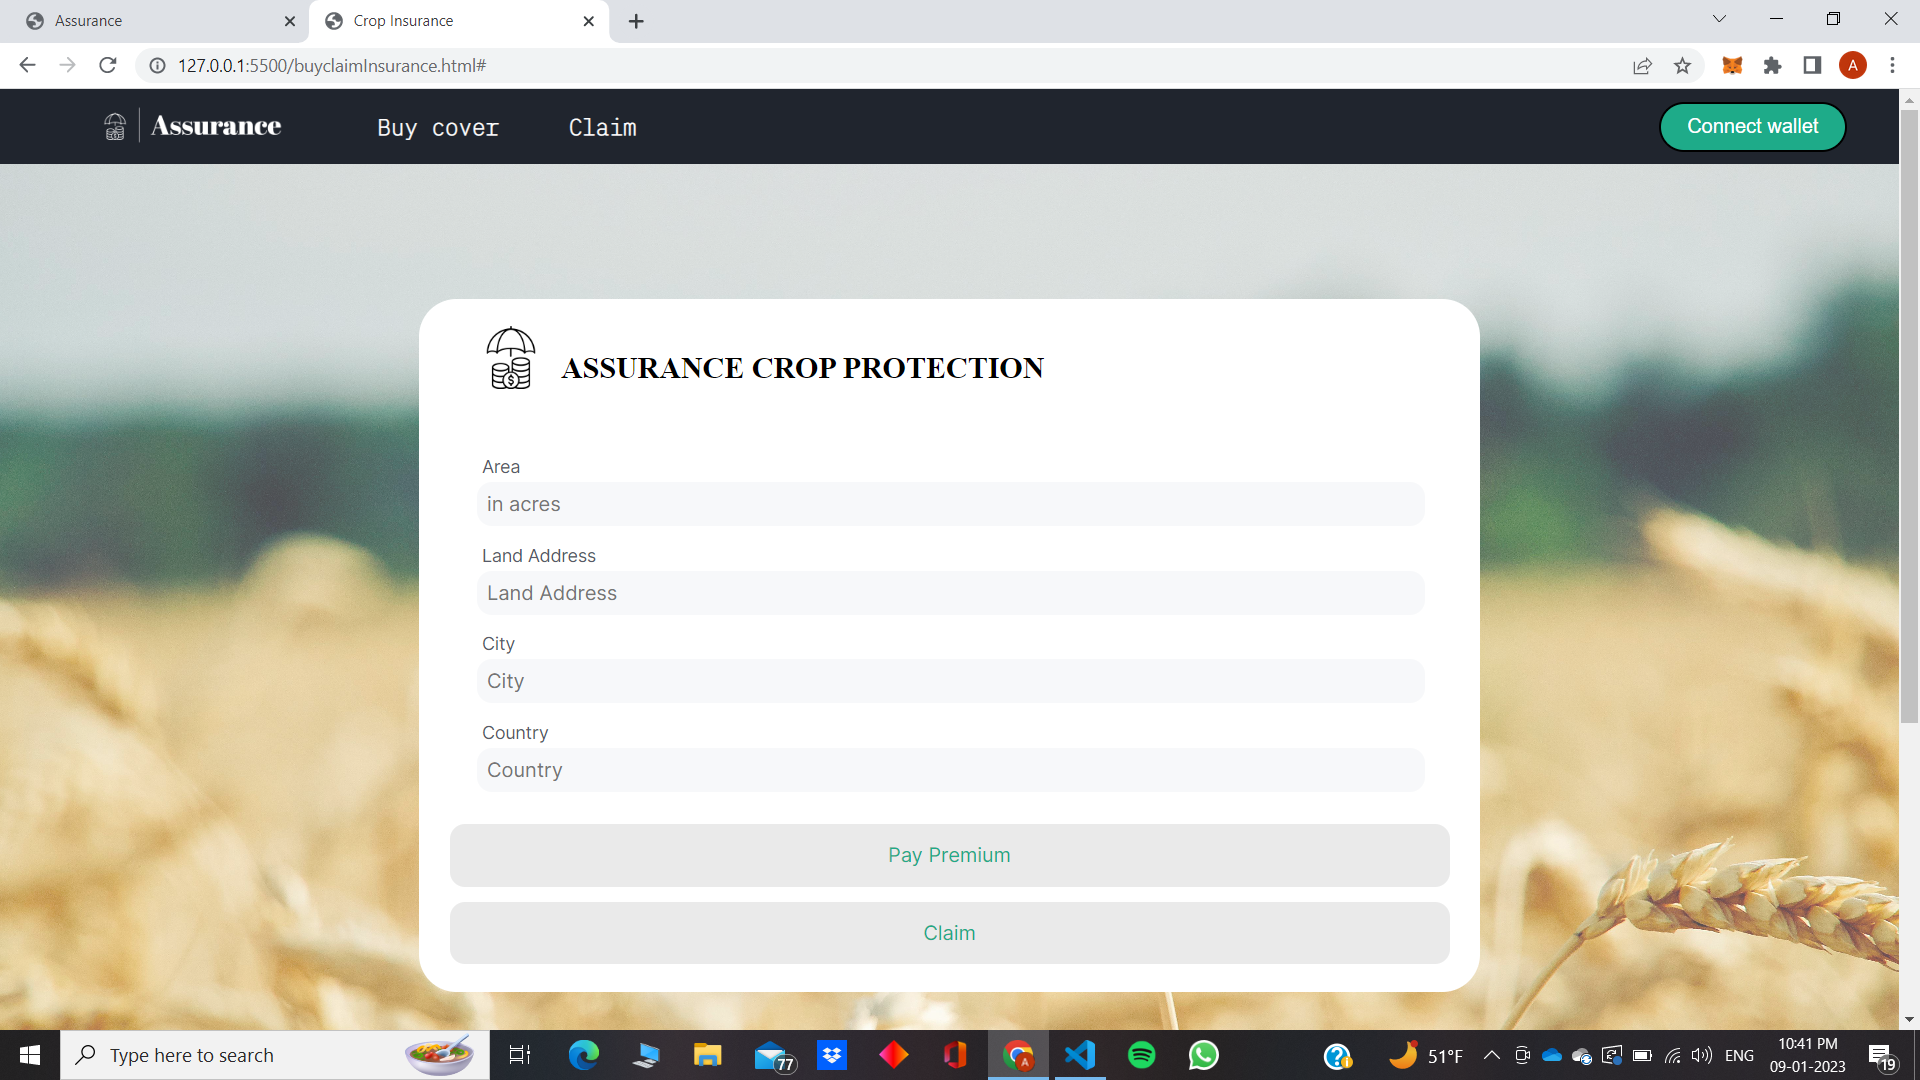 Assurance
Crop Insurance
127.0.0.1:5500/buyclaimInsurance.html#
A
Assurance
Buy cover
Claim
Connect wallet
ASSURANCE CROP PROTECTION
Area
in acres
Land Address
Land Address
City
City
Country
Country
Pay Premium
Claim
Type here to search
77
A
51°F
ENG
10:41 PM
09-01-2023
19